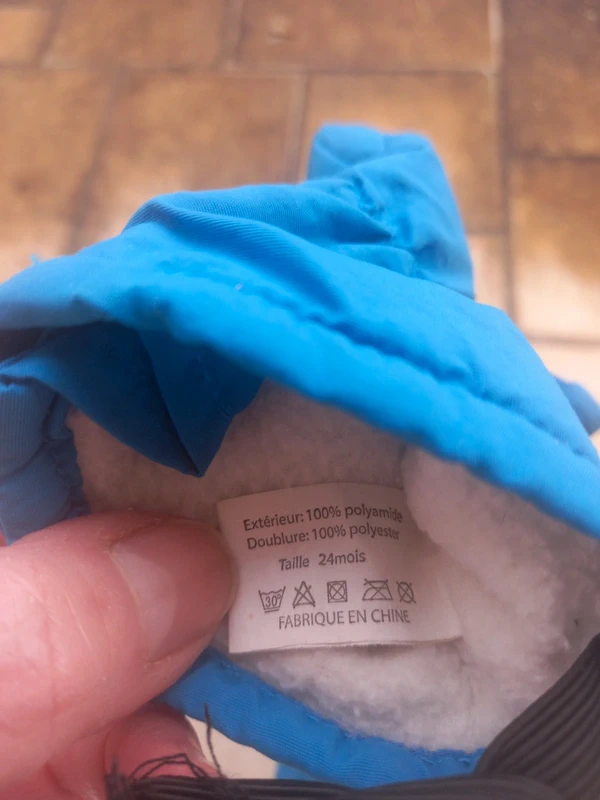 Extérieur: 100% polyamide
Doublure: 100% polyester
Taille 24mois
30°
FABRIQUE EN CHINE